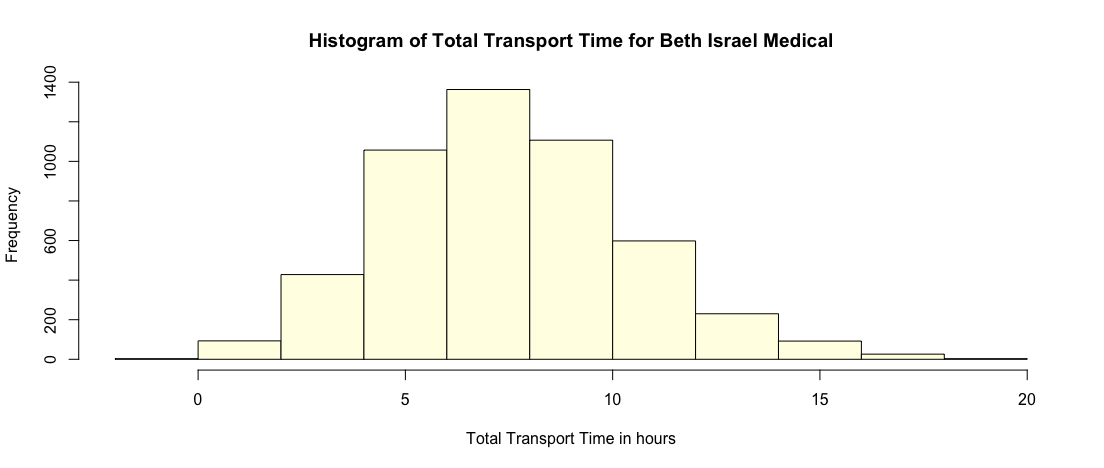 Histogram of Total Transport Time for Beth Israel Medical
Frequency
1400
1000
600
200
0
0 5 10 15 20
Total Transport Time in hours